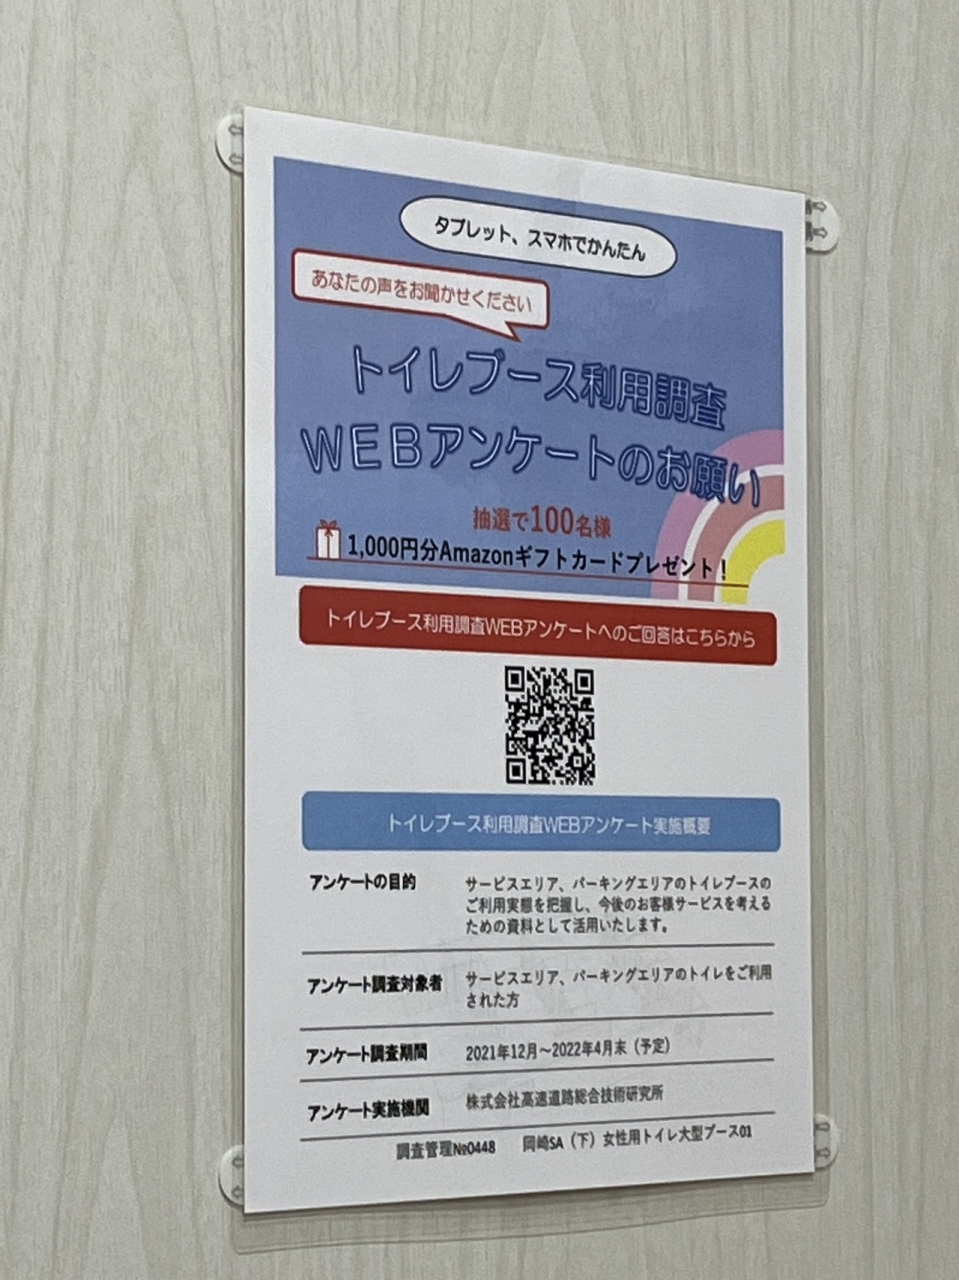 タブレット、スマホでかんたん
あなたの声をお聞かせください
トイレブース利用調査
WEBアンケートのお願い
抽選で100名様
1,000円分Amazonギフトカードプレゼント！
トイレブース利用調査WEBアンケートへのご回答はこちらから
トイレブース利用調査WEBアンケート実施概要
アンケートの目的
サービスエリア、パーキングエリアのトイレブースの
ご利用実態を把握し、今後のお客様サービスを考える
ための資料として活用いたします。
アンケート調査対象者
サービスエリア、パーキングエリアのトイレをご利用
された方
アンケート調査期間
2021年12月～2022年4月末（予定）
アンケート実施機関
株式会社高速道路総合技術研究所
調査管理№0448 岡崎SA（下）女性用トイレ大型ブース01